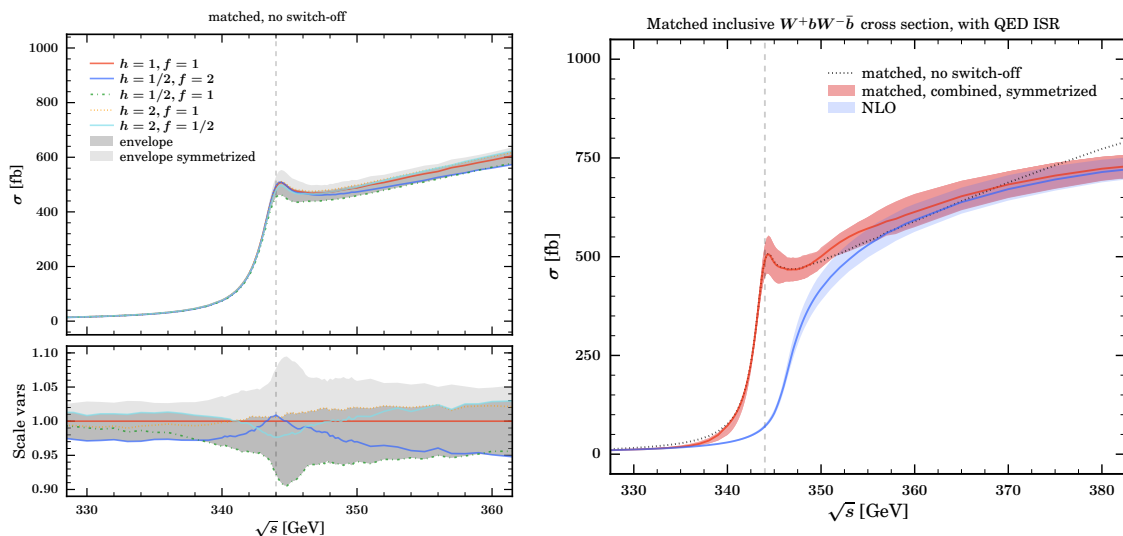 matched, no switch-off
1000
800
600
400
200
0
σ [fb]
h = 1, f = 1
h = 1/2, f = 2
h = 1/2, f = 1
h = 2, f = 1
h = 2, f = 1/2
envelope
envelope symmetrized
1.10
1.05
1.00
0.95
0.90
Scale vars
330
340
350
360
√s [GeV]
Matched inclusive W⁺bW⁻b̄ cross section, with QED ISR
1000
750
500
250
0
σ [fb]
matched, no switch-off
matched, combined, symmetrized
NLO
330
340
350
360
370
380
√s [GeV]